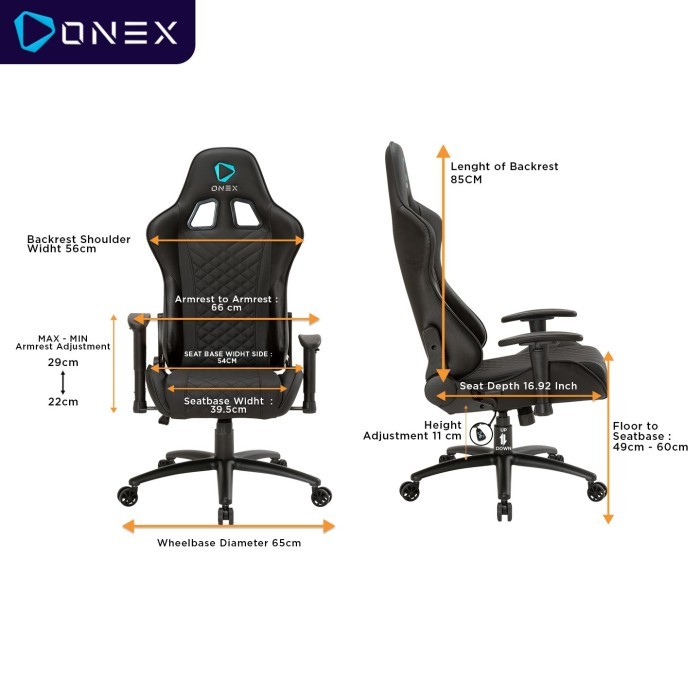 ONEX
ONEX
Lenght of Backrest
85CM
Backrest Shoulder
Widht 56cm
Armrest to Armrest :
66 cm
MAX - MIN
Armrest Adjustment
29cm
22cm
SEAT BASE WIDHT SIDE :
54CM
Seatbase Widht :
39.5cm
Seat Depth 16.92 Inch
Height
Adjustment 11 cm
UP
DOWN
Floor to
Seatbase :
49cm - 60cm
Wheelbase Diameter 65cm